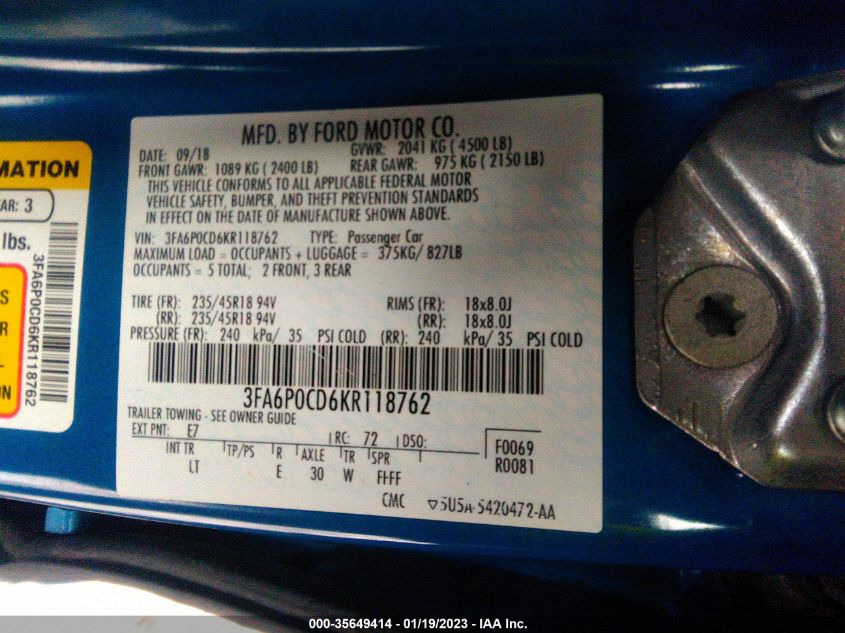 MFD. BY FORD MOTOR CO.
DATE: 09/18 GVWR: 2041 KG ( 4500 LB)
FRONT GAWR: 1089 KG ( 2400 LB) REAR GAWR: 975 KG ( 2150 LB)
THIS VEHICLE CONFORMS TO ALL APPLICABLE FEDERAL MOTOR
VEHICLE SAFETY, BUMPER, AND THEFT PREVENTION STANDARDS
IN EFFECT ON THE DATE OF MANUFACTURE SHOWN ABOVE.
VIN: 3FA6P0CD6KR118762 TYPE: Passenger Car
MAXIMUM LOAD = OCCUPANTS + LUGGAGE = 375KG/ 827LB
OCCUPANTS = 5 TOTAL; 2 FRONT, 3 REAR
TIRE (FR): 235/45R18 94V RIMS (FR): 18x8.0J
(RR): 235/45R18 94V (RR): 18x8.0J
PRESSURE (FR): 240 kPa/ 35 PSI COLD (RR): 240 kPa/ 35 PSI COLD
3FA6P0CD6KR118762
TRAILER TOWING - SEE OWNER GUIDE
EXT PNT: E7 RC: 72 DSO: F0069
INT TR TP/PS R AXLE TR SPR R0081
LT E 30 W FFFF
CMC 5U5A-5420472-AA
MATION
AR: 3
lbs.
S
R
L
ON
3FA6P0CD6KR118762
000-35649414 - 01/19/2023 - IAA Inc.